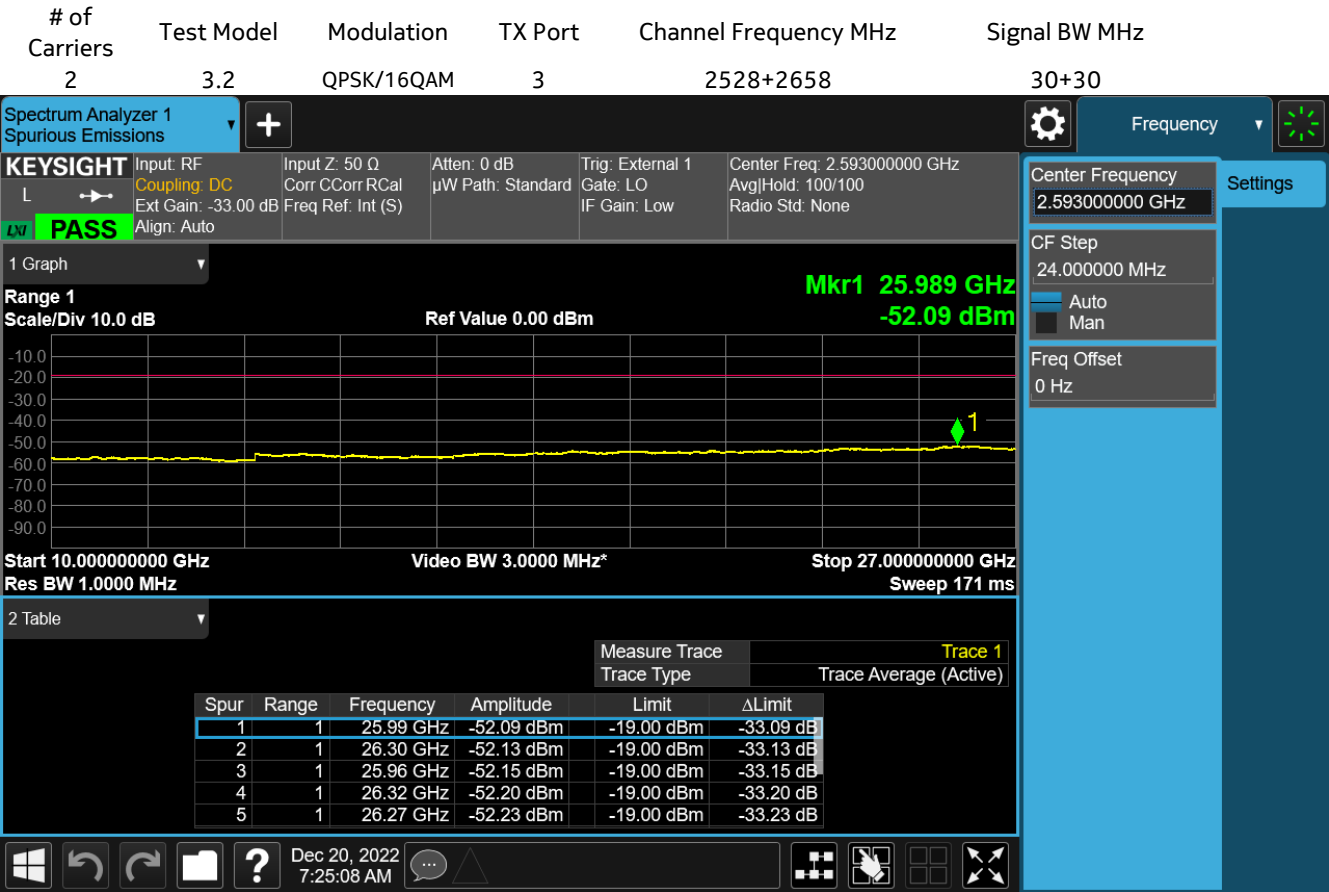 # of Carriers Test Model Modulation TX Port Channel Frequency MHz Signal BW MHz
2 3.2 QPSK/16QAM 3 2528+2658 30+30
Spectrum Analyzer 1
Spurious Emissions
Frequency
KEYSIGHT
L
LXI PASS
Input: RF
Coupling: DC
Ext Gain: -33.00 dB
Align: Auto
Input Z: 50 Ω
Corr CCorr RCal
Freq Ref: Int (S)
Atten: 0 dB
µW Path: Standard
Trig: External 1
Gate: LO
IF Gain: Low
Center Freq: 2.593000000 GHz
Avg|Hold: 100/100
Radio Std: None
Center Frequency
2.593000000 GHz
Settings
CF Step
24.000000 MHz
Auto
Man
Freq Offset
0 Hz
1 Graph
Range 1
Scale/Div 10.0 dB
Ref Value 0.00 dBm
Mkr1 25.989 GHz
-52.09 dBm
-10.0
-20.0
-30.0
-40.0
-50.0
-60.0
-70.0
-80.0
-90.0
1
Start 10.000000000 GHz Video BW 3.0000 MHz* Stop 27.000000000 GHz
Res BW 1.0000 MHz Sweep 171 ms
2 Table
Measure Trace Trace 1
Trace Type Trace Average (Active)
Spur Range Frequency Amplitude Limit ΔLimit
1 1 25.99 GHz -52.09 dBm -19.00 dBm -33.09 dB
2 1 26.30 GHz -52.13 dBm -19.00 dBm -33.13 dB
3 1 25.96 GHz -52.15 dBm -19.00 dBm -33.15 dB
4 1 26.32 GHz -52.20 dBm -19.00 dBm -33.20 dB
5 1 26.27 GHz -52.23 dBm -19.00 dBm -33.23 dB
?
Dec 20, 2022
7:25:08 AM